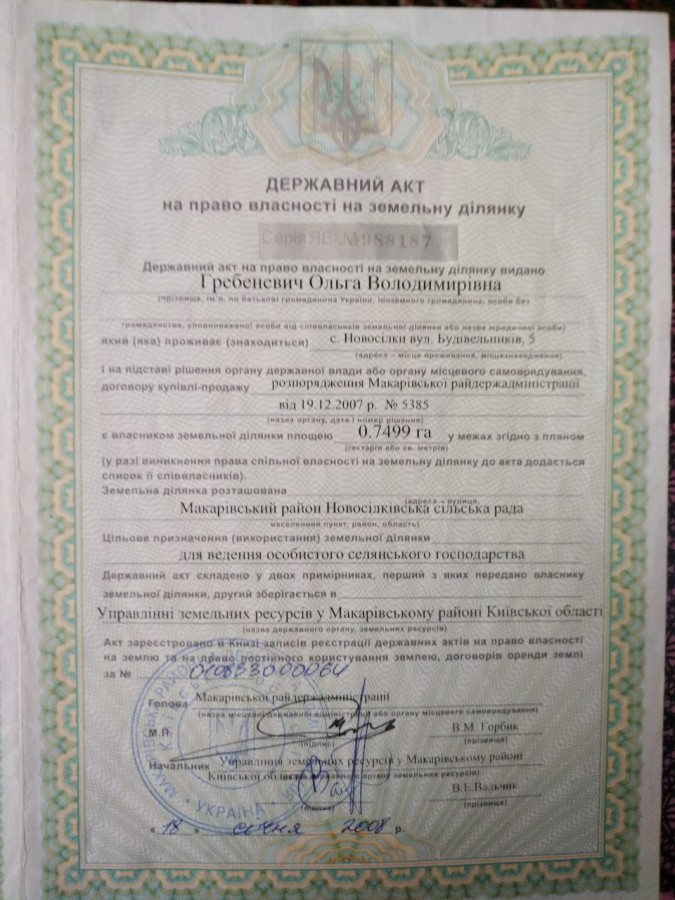 ДЕРЖАВНИЙ АКТ
на право власності на земельну ділянку
Серія ЯЕ №988187
Державний акт на право власності на земельну ділянку видано
Гребеневич Ольга Володимирівна
(прізвище, ім'я, по батькові громадянина України, іноземного громадянина, особи без
громадянства, уповноваженої особи від співвласників земельної ділянки або назва юридичної особи)
який (яка) проживає (знаходиться) с. Новосілки вул. Будівельників, 5
(адреса – місце проживання, місцезнаходження)
і на підставі рішення органу державної влади або органу місцевого самоврядування,
договору купівлі-продажу розпорядження Макарівської райдержадміністрації
від 19.12.2007 р. № 5385
(назва органу, дата і номер рішення)
є власником земельної ділянки площею 0.7499 га у межах згідно з планом
(гектарів або кв. метрів)
(у разі виникнення права спільної власності на земельну ділянку до акта додається
список її співвласників).
Земельна ділянка розташована
(адреса – вулиця,
Макарівський район Новосілківська сільська рада
населений пункт, район, область)
Цільове призначення (використання) земельної ділянки
для ведення особистого селянського господарства
Державний акт складено у двох примірниках, перший з яких передано власнику
земельної ділянки, другий зберігається в
Управлінні земельних ресурсів у Макарівському районі Київської області
(назва державного органу, земельних ресурсів)
Акт зареєстровано в Книзі записів реєстрації державних актів на право власності
на землю та на право постійного користування землею, договорів оренди землі
за № 010833000064
Голова Макарівської райдержадміністрації
(назва місцевої державної адміністрації або органу місцевого самоврядування)
М.П. В.М. Горбик
(підпис) (прізвище)
Начальник Управління земельних ресурсів у Макарівському районі
Київської області державного органу земельних ресурсів)
В.Е.Вальчик
(підпис) (прізвище)
УКРАЇНА
« 18 » січня 2008 р.